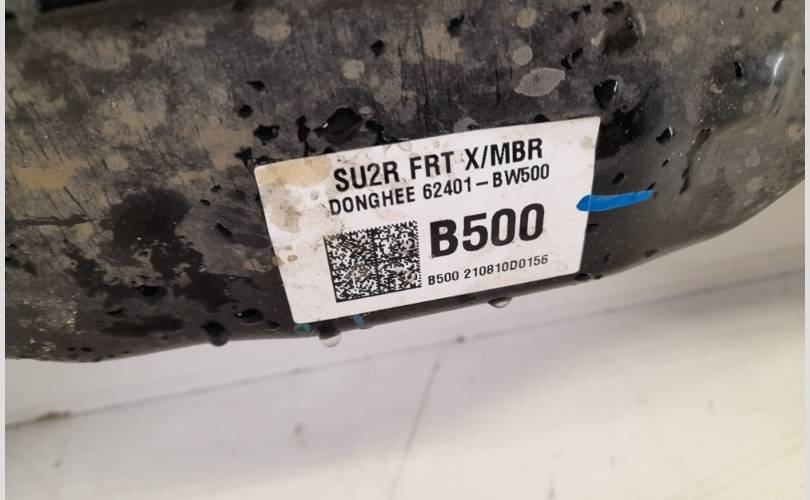 SU2R FRT X/MBR
DONGHEE 62401-BW500
B500
B500 210810D0156